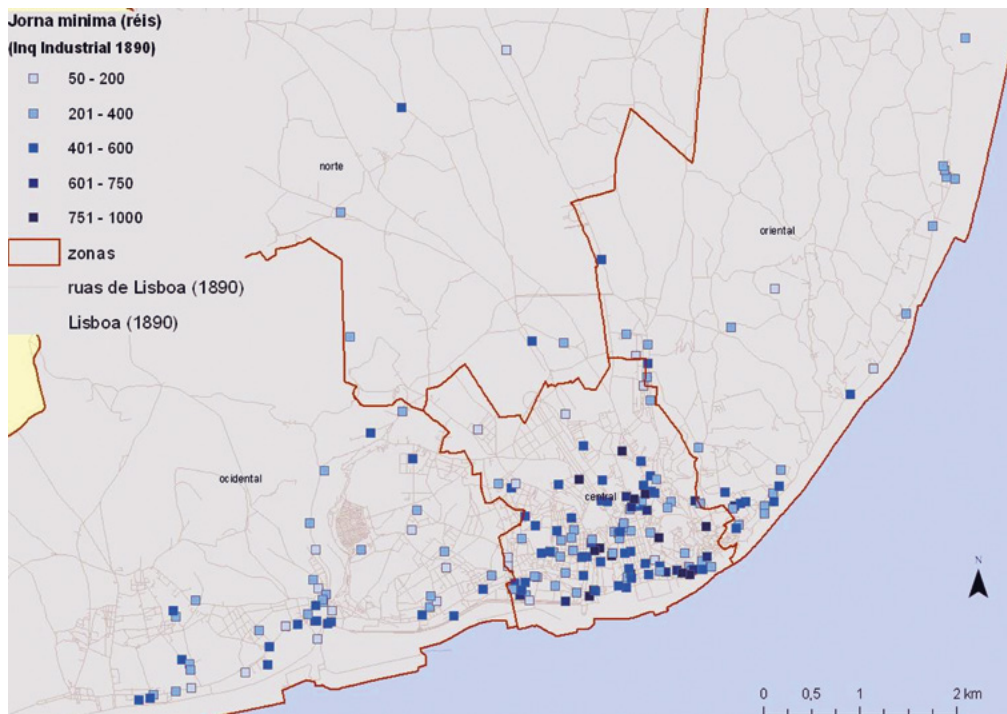 Jorna minima (réis)
(Inq Industrial 1890)
50 - 200
201 - 400
401 - 600
601 - 750
751 - 1000
zonas
ruas de Lisboa (1890)
Lisboa (1890)
norte
oriental
ocidental
central
N
0 0,5 1 2 km